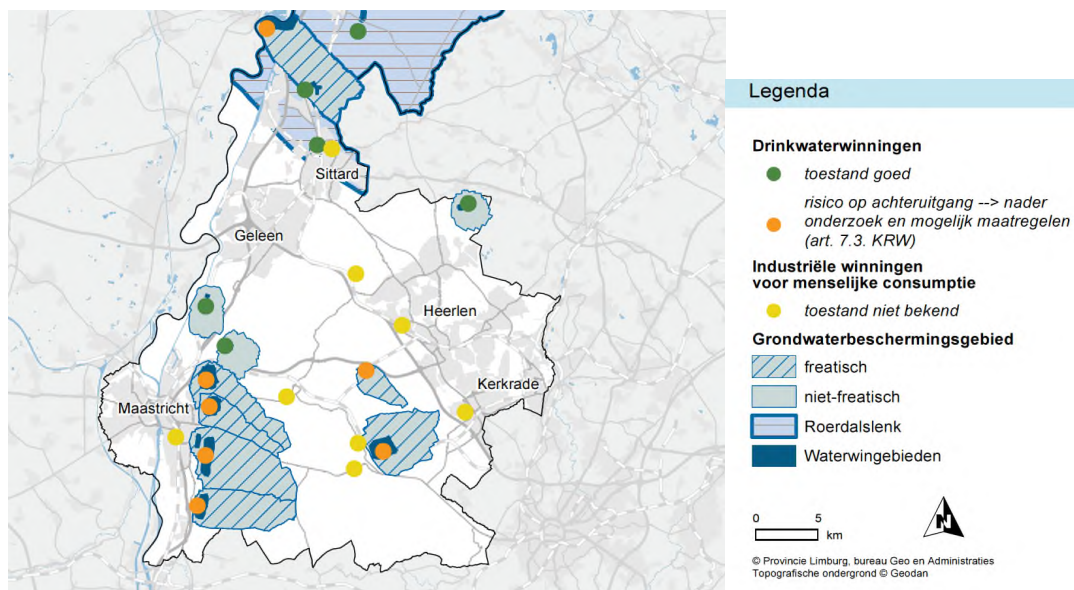 Sittard
Geleen
Heerlen
Kerkrade
Maastricht
Legenda
Drinkwaterwinningen
toestand goed
risico op achteruitgang --> nader
onderzoek en mogelijk maatregelen
(art. 7.3. KRW)
Industriële winningen
voor menselijke consumptie
toestand niet bekend
Grondwaterbeschermingsgebied
freatisch
niet-freatisch
Roerdalslenk
Waterwingebieden
0 5
km
N
© Provincie Limburg, bureau Geo en Administraties
Topografische ondergrond © Geodan